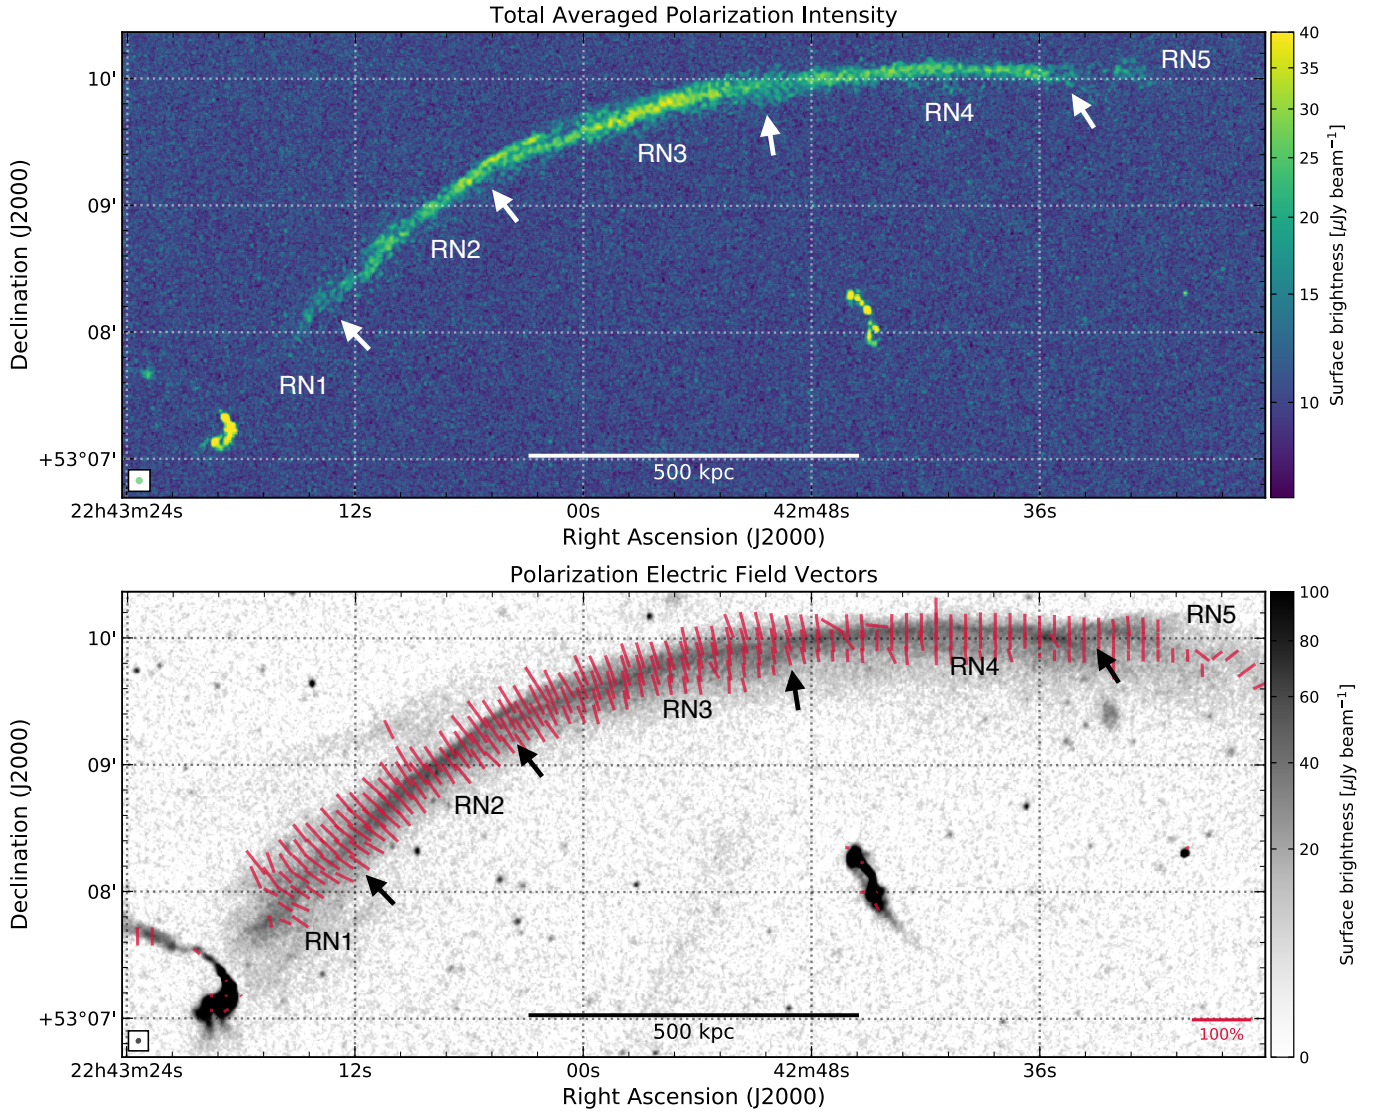 Total Averaged Polarization Intensity
10'
09'
08'
+53°07'
Declination (J2000)
RN1
RN2
RN3
RN4
RN5
500 kpc
22h43m24s
12s
00s
42m48s
36s
Right Ascension (J2000)
40
35
30
25
20
15
10
Surface brightness [μJy beam⁻¹]
Polarization Electric Field Vectors
10'
09'
08'
+53°07'
Declination (J2000)
RN1
RN2
RN3
RN4
RN5
500 kpc
100%
22h43m24s
12s
00s
42m48s
36s
Right Ascension (J2000)
100
80
60
40
20
0
Surface brightness [μJy beam⁻¹]